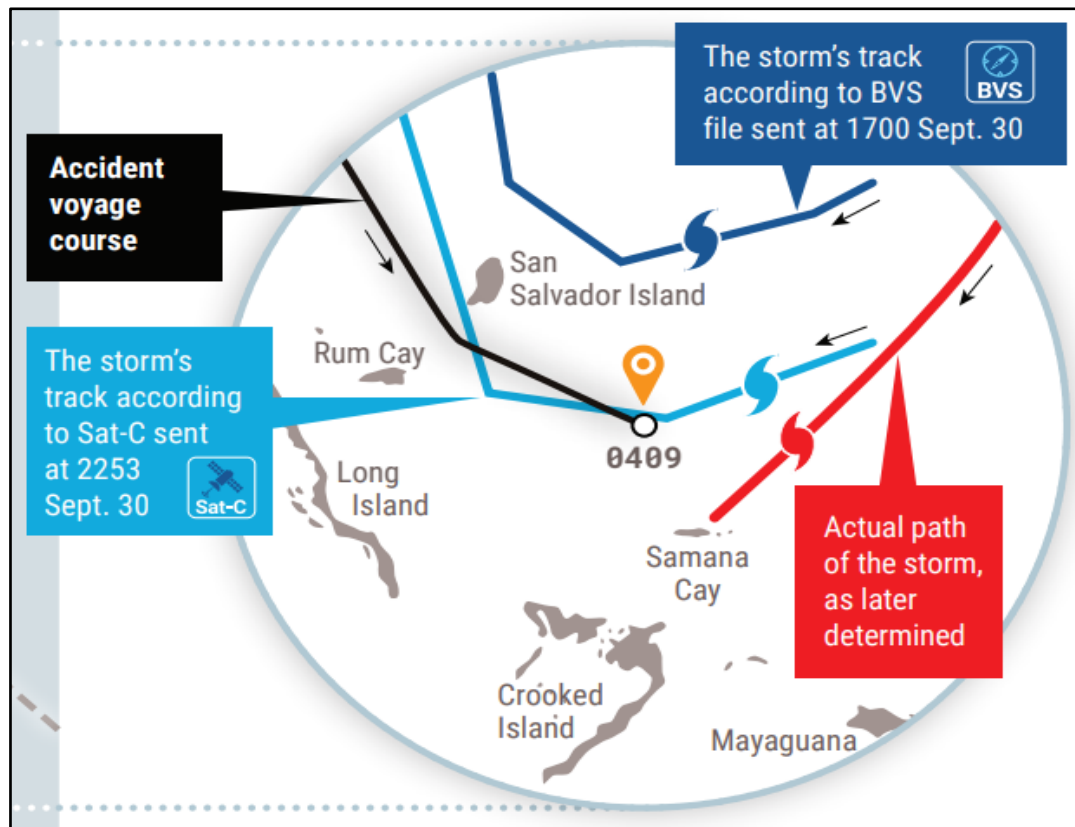 The storm's track
according to BVS
file sent at 1700 Sept. 30
BVS
Accident
voyage
course
San
Salvador Island
Rum Cay
The storm's
track according
to Sat-C sent
at 2253
Sept. 30
Sat-C
0409
Long
Island
Samana
Cay
Actual path
of the storm,
as later
determined
Crooked
Island
Mayaguana